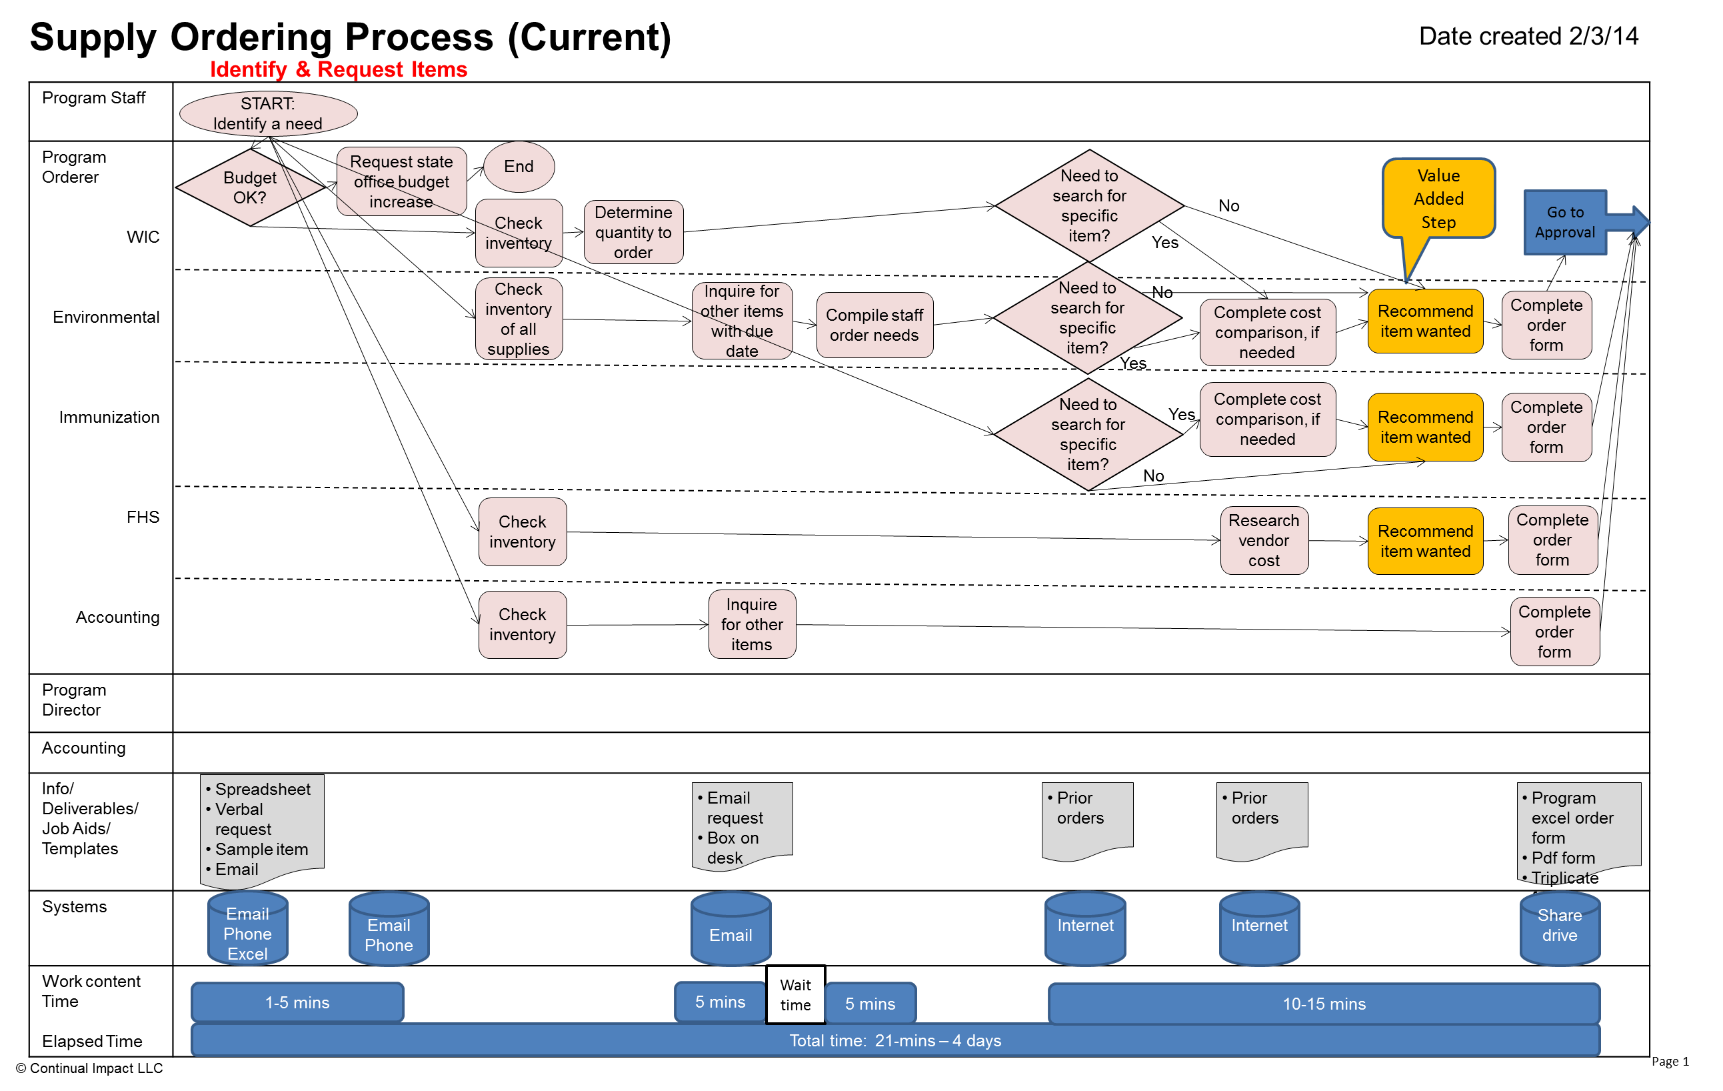 Supply Ordering Process (Current)
Date created 2/3/14
Identify & Request Items
Program Staff
START:
Identify a need
Program
Orderer
WIC
Budget
OK?
Request state
office budget
increase
End
Check
inventory
Determine
quantity to
order
Need to
search for
specific
item?
No
Yes
Value
Added
Step
Go to
Approval
Environmental
Check
inventory
of all
supplies
Inquire for
other items
with due
date
Compile staff
order needs
Need to
search for
specific
item?
No
Yes
Complete cost
comparison, if
needed
Recommend
item wanted
Complete
order
form
Immunization
Need to
search for
specific
item?
Yes
No
Complete cost
comparison, if
needed
Recommend
item wanted
Complete
order
form
FHS
Check
inventory
Research
vendor
cost
Recommend
item wanted
Complete
order
form
Accounting
Check
inventory
Inquire
for other
items
Complete
order
form
Program
Director
Accounting
Info/
Deliverables/
Job Aids/
Templates
• Spreadsheet
• Verbal
request
• Sample item
• Email
• Email
request
• Box on
desk
• Prior
orders
• Prior
orders
• Program
excel order
form
• Pdf form
• Triplicate
Systems
Email
Phone
Excel
Email
Phone
Email
Internet
Internet
Share
drive
Work content
Time
1-5 mins
5 mins
Wait
time
5 mins
10-15 mins
Elapsed Time
Total time: 21-mins – 4 days
© Continual Impact LLC
Page 1